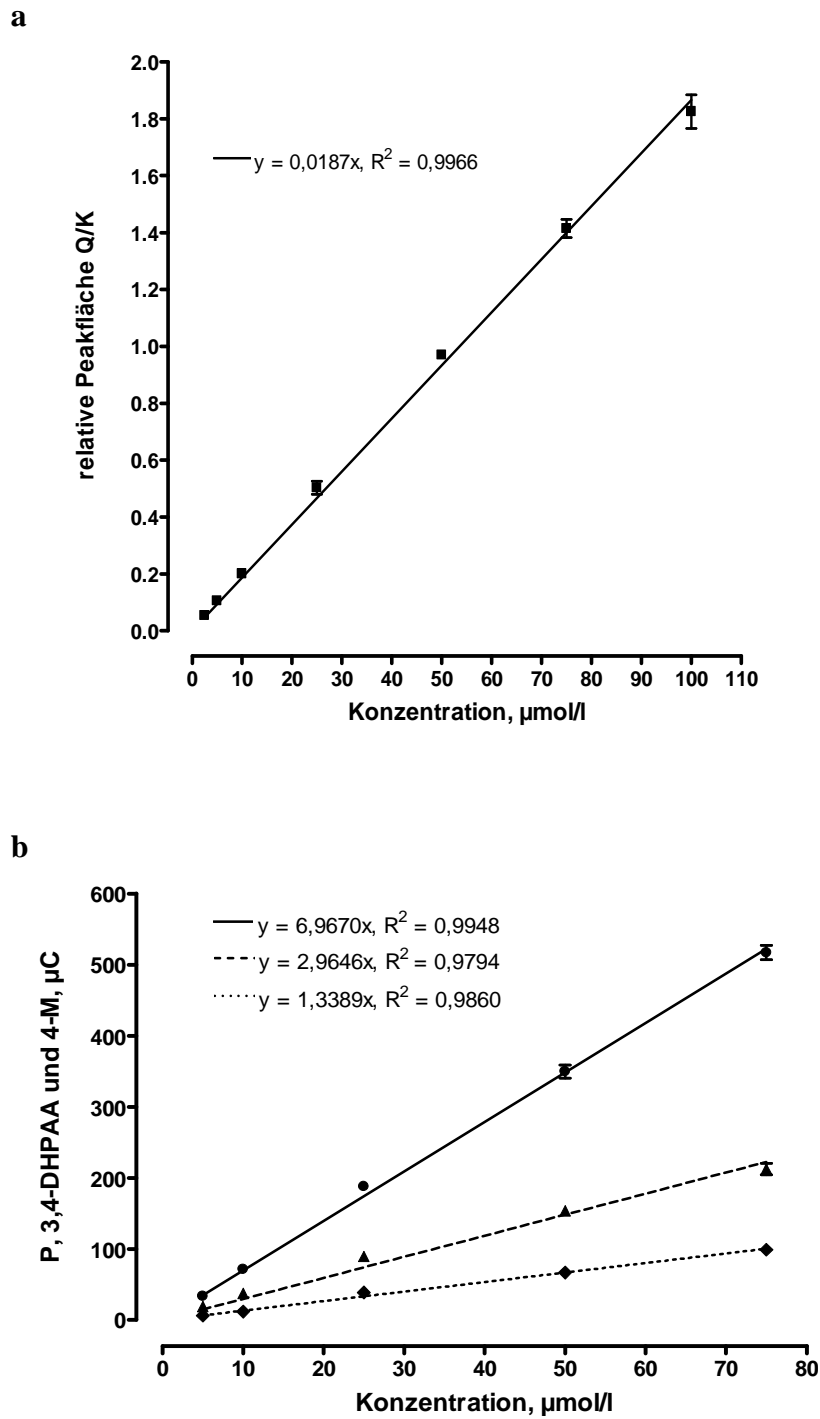 a
2.0
1.8
1.6
1.4
1.2
1.0
0.8
0.6
0.4
0.2
0.0
relative Peakfläche Q/K
y = 0,0187x, R² = 0,9966
0 10 20 30 40 50 60 70 80 90 100 110
Konzentration, µmol/l
b
600
500
400
300
200
100
0
P, 3,4-DHPAA und 4-M, µC
y = 6,9670x, R² = 0,9948
y = 2,9646x, R² = 0,9794
y = 1,3389x, R² = 0,9860
0 10 20 30 40 50 60 70 80
Konzentration, µmol/l